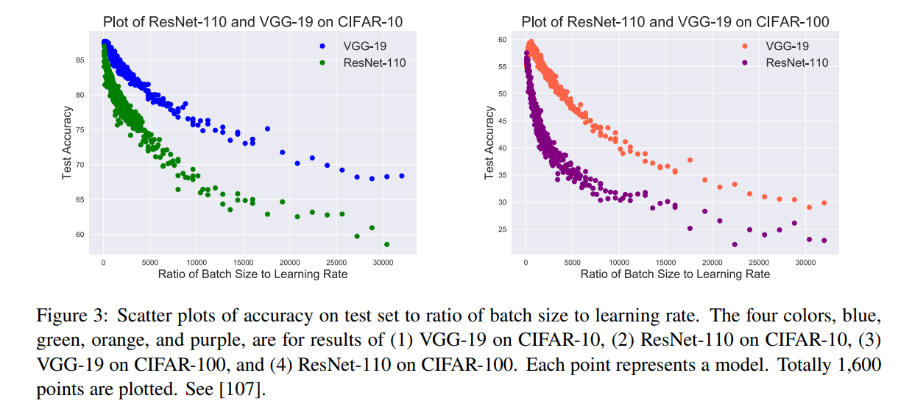 Plot of ResNet-110 and VGG-19 on CIFAR-10
VGG-19
ResNet-110
85
80
75
70
65
60
Test Accuracy
0 5000 10000 15000 20000 25000 30000
Ratio of Batch Size to Learning Rate
Plot of ResNet-110 and VGG-19 on CIFAR-100
VGG-19
ResNet-110
60
55
50
45
40
35
30
25
Test Accuracy
0 5000 10000 15000 20000 25000 30000
Ratio of Batch Size to Learning Rate
Figure 3: Scatter plots of accuracy on test set to ratio of batch size to learning rate. The four colors, blue,
green, orange, and purple, are for results of (1) VGG-19 on CIFAR-10, (2) ResNet-110 on CIFAR-10, (3)
VGG-19 on CIFAR-100, and (4) ResNet-110 on CIFAR-100. Each point represents a model. Totally 1,600
points are plotted. See [107].